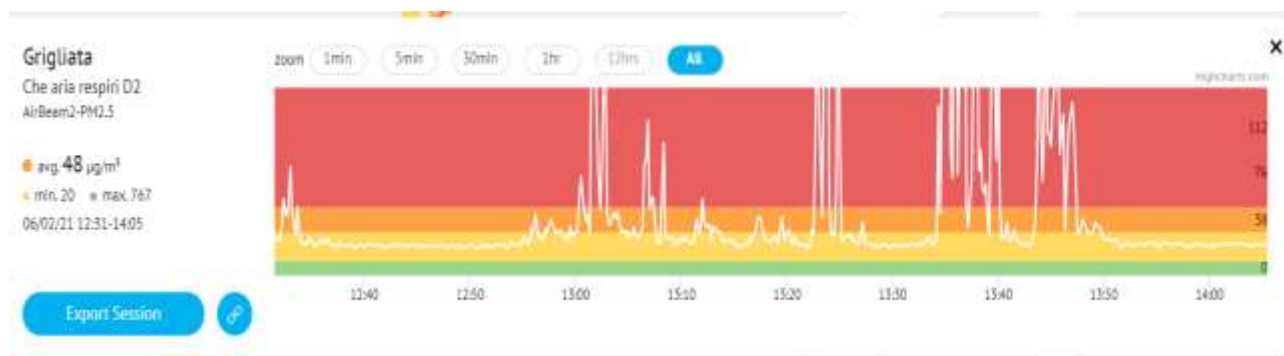 Grigliata
Che aria respiri D2
AirBeam2-PM2.5
avg. 48 µg/m³
min. 20 max. 767
06/02/21 12:31-14:05
Export Session
zoom 1min 5min 30min 1hr 12hrs All
X
Highcharts.com
112
38
0
12:40 12:50 13:00 13:10 13:20 13:30 13:40 13:50 14:00